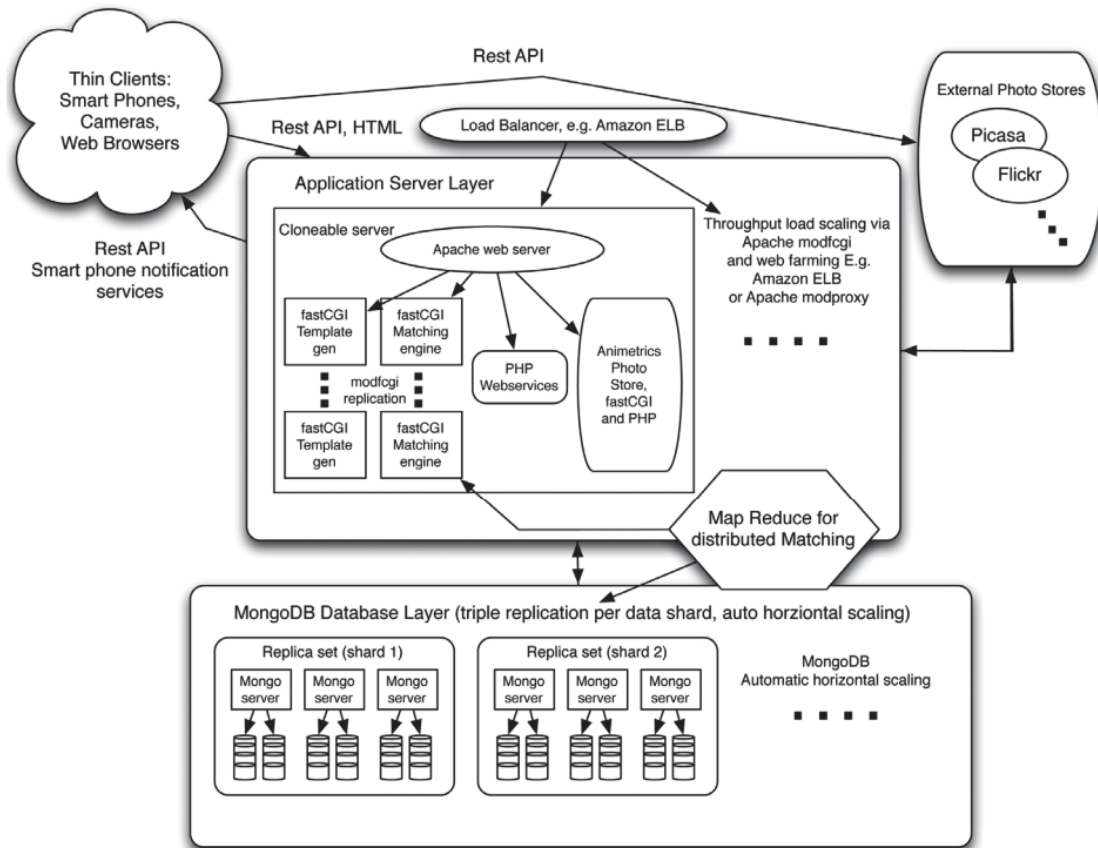 Thin Clients:
Smart Phones,
Cameras,
Web Browsers
Rest API
Rest API, HTML
Load Balancer, e.g. Amazon ELB
External Photo Stores
Picasa
Flickr
Rest API
Smart phone notification
services
Application Server Layer
Cloneable server
Apache web server
Throughput load scaling via
Apache modfcgi
and web farming E.g.
Amazon ELB
or Apache modproxy
fastCGI
Template
gen
fastCGI
Matching
engine
modfcgi
replication
fastCGI
Template
gen
fastCGI
Matching
engine
PHP
Webservices
Animetrics
Photo
Store,
fastCGI
and PHP
Map Reduce for
distributed Matching
MongoDB Database Layer (triple replication per data shard, auto horziontal scaling)
Replica set (shard 1)
Mongo
server
Mongo
server
Mongo
server
Replica set (shard 2)
Mongo
server
Mongo
server
Mongo
server
MongoDB
Automatic horizontal scaling